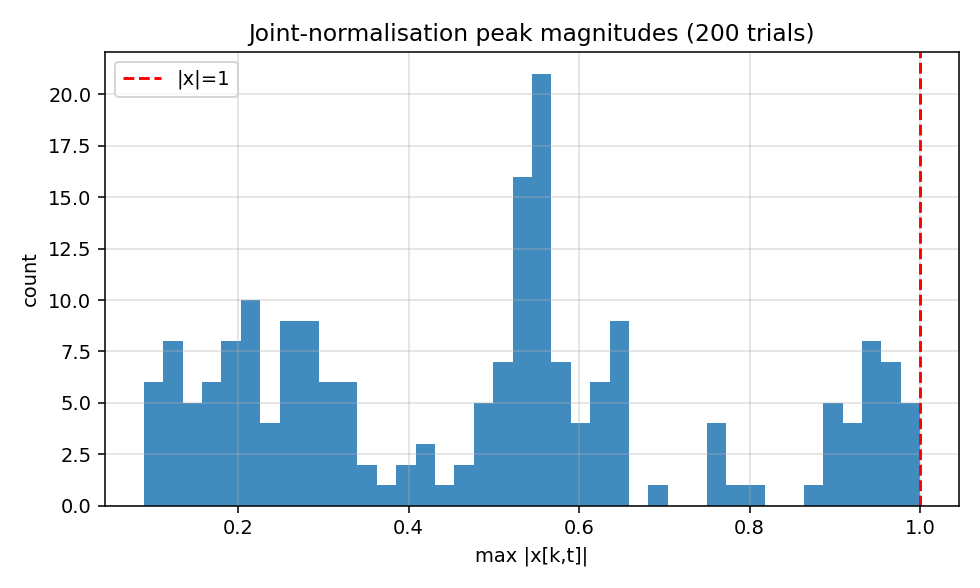 Joint-normalisation peak magnitudes (200 trials)
|x|=1
20.0
17.5
15.0
12.5
10.0
7.5
5.0
2.5
0.0
count
0.2 0.4 0.6 0.8 1.0
max |x[k,t]|